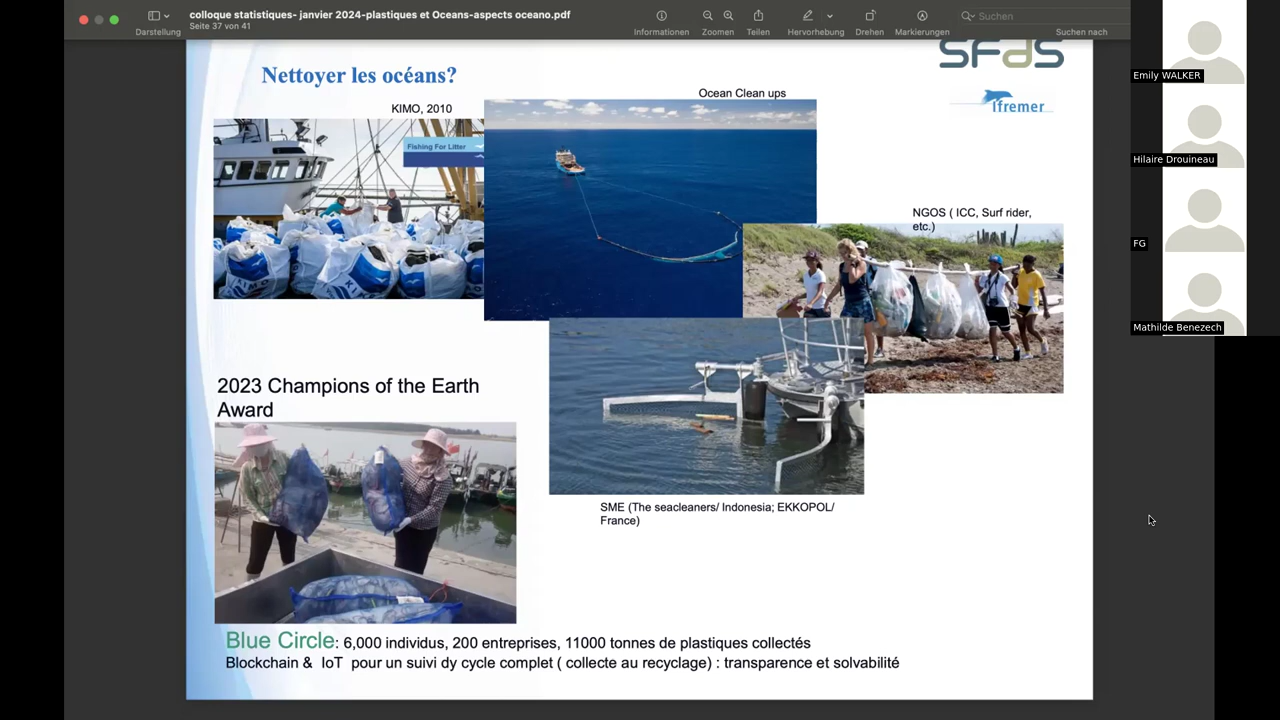 colloque statistiques- janvier 2024-plastiques et Oceans-aspects oceano.pdf
Seite 37 von 41
Darstellung
Informationen
Zoomen
Teilen
Hervorhebung
Drehen
Markierungen
Suchen
Suchen nach
Nettoyer les océans?
SFdS
ifremer
KIMO, 2010
Ocean Clean ups
Fishing For Litter
KIMO
NGOS ( ICC, Surf rider,
etc.)
2023 Champions of the Earth
Award
SME (The seacleaners/ Indonesia; EKKOPOL/
France)
Blue Circle: 6,000 individus, 200 entreprises, 11000 tonnes de plastiques collectés
Blockchain & IoT pour un suivi dy cycle complet ( collecte au recyclage) : transparence et solvabilité
Emily WALKER
Hilaire Drouineau
FG
Mathilde Benezech